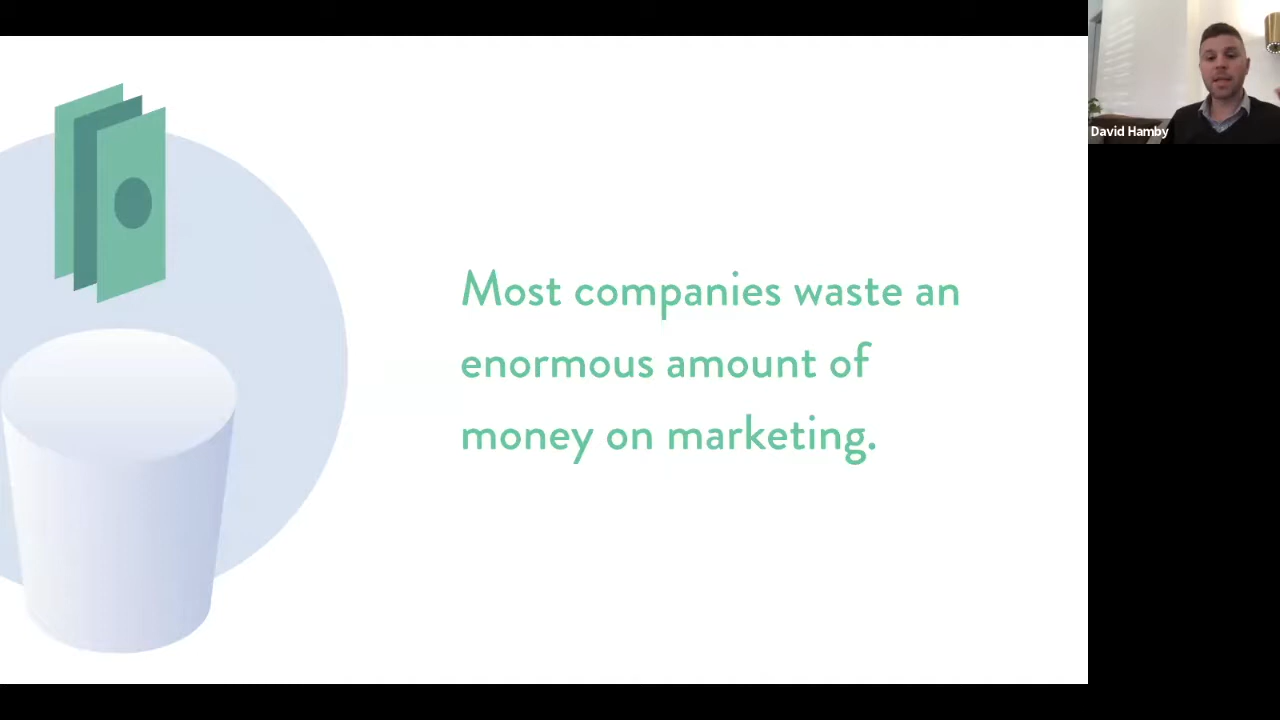 Most companies waste an
enormous amount of
money on marketing.
David Hamby